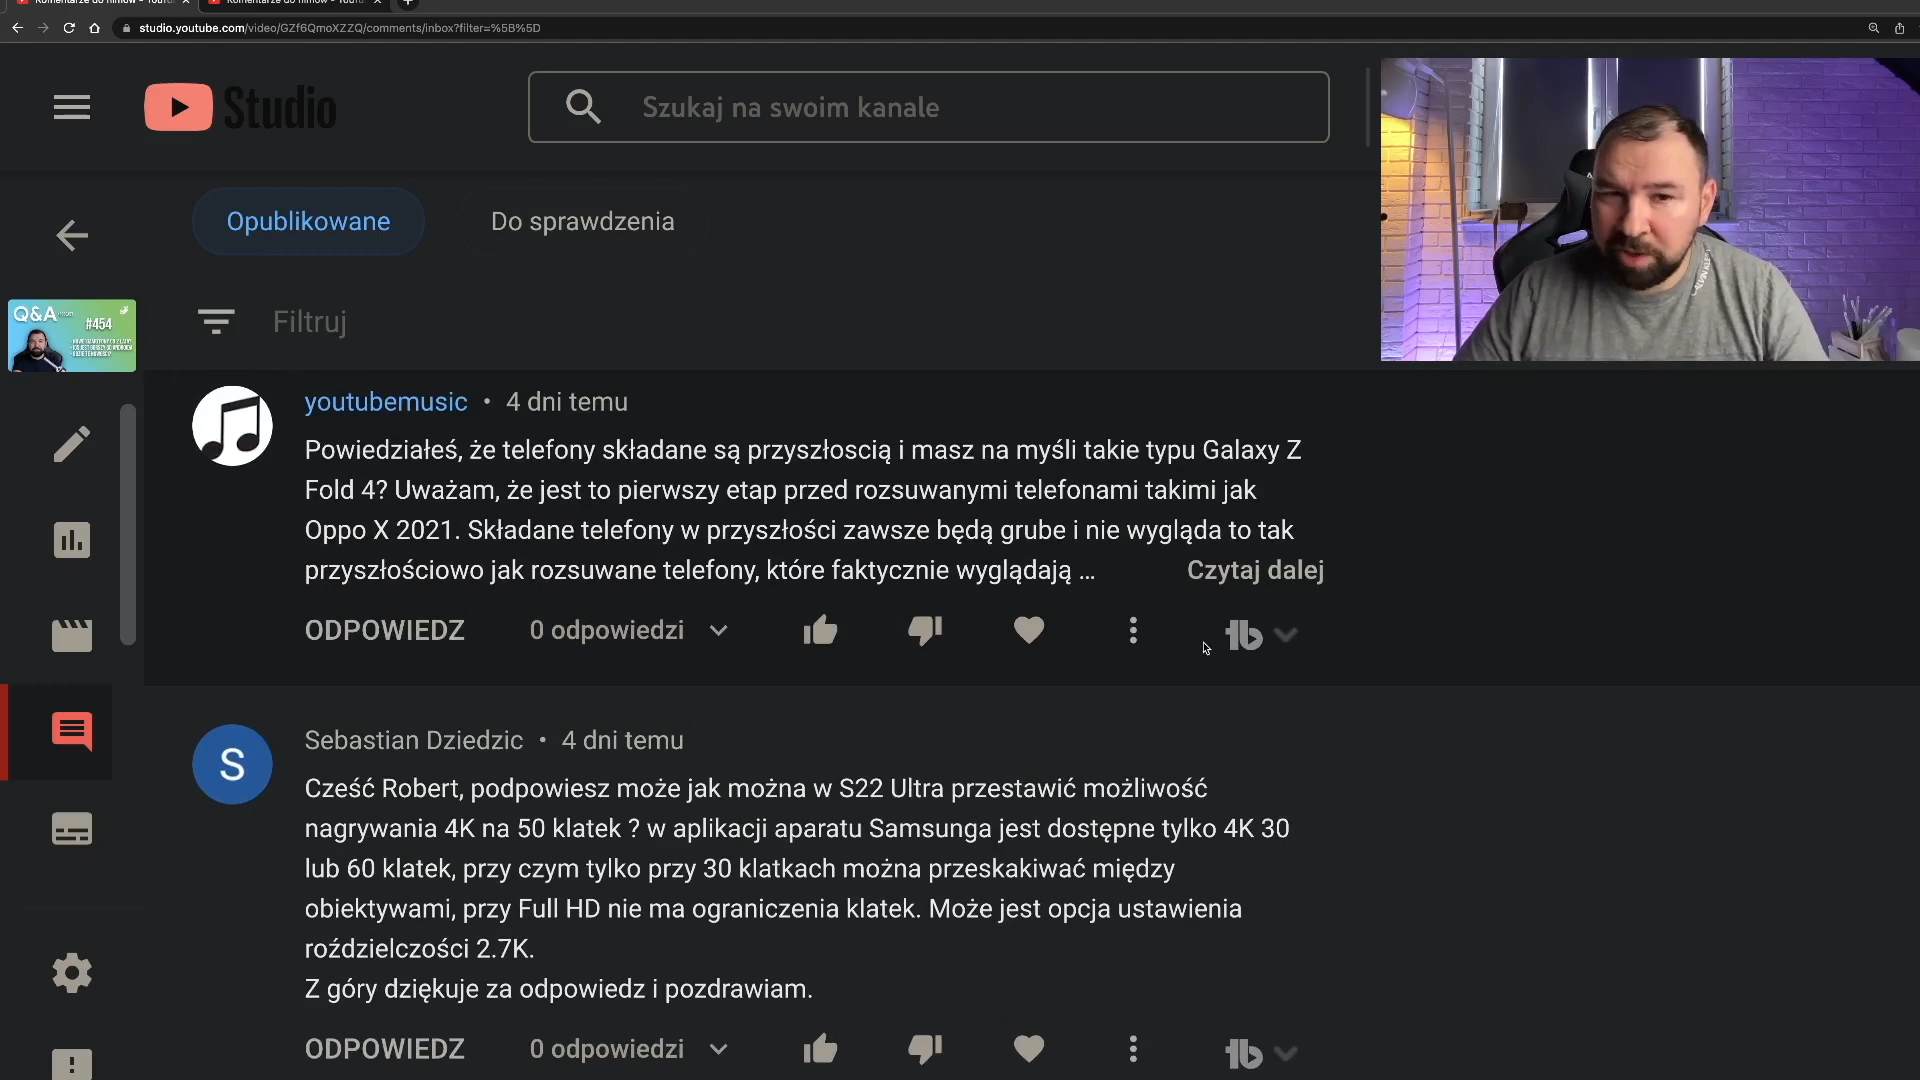 studio.youtube.com/video/GZf6QmoXZZQ/comments/inbox?filter=%5B%5D
Studio
Szukaj na swoim kanale
Opublikowane
Do sprawdzenia
Q&A
#454
Filtruj
youtubemusic • 4 dni temu
Powiedziałeś, że telefony składane są przyszłoscią i masz na myśli takie typu Galaxy Z
Fold 4? Uważam, że jest to pierwszy etap przed rozsuwanymi telefonami takimi jak
Oppo X 2021. Składane telefony w przyszłości zawsze będą grube i nie wygląda to tak
przyszłościowo jak rozsuwane telefony, które faktycznie wyglądają ...
Czytaj dalej
ODPOWIEDZ
0 odpowiedzi
Sebastian Dziedzic • 4 dni temu
S
Cześć Robert, podpowiesz może jak można w S22 Ultra przestawić możliwość
nagrywania 4K na 50 klatek ? w aplikacji aparatu Samsunga jest dostępne tylko 4K 30
lub 60 klatek, przy czym tylko przy 30 klatkach można przeskakiwać między
obiektywami, przy Full HD nie ma ograniczenia klatek. Może jest opcja ustawienia
roździelczości 2.7K.
Z góry dziękuje za odpowiedz i pozdrawiam.
ODPOWIEDZ
0 odpowiedzi